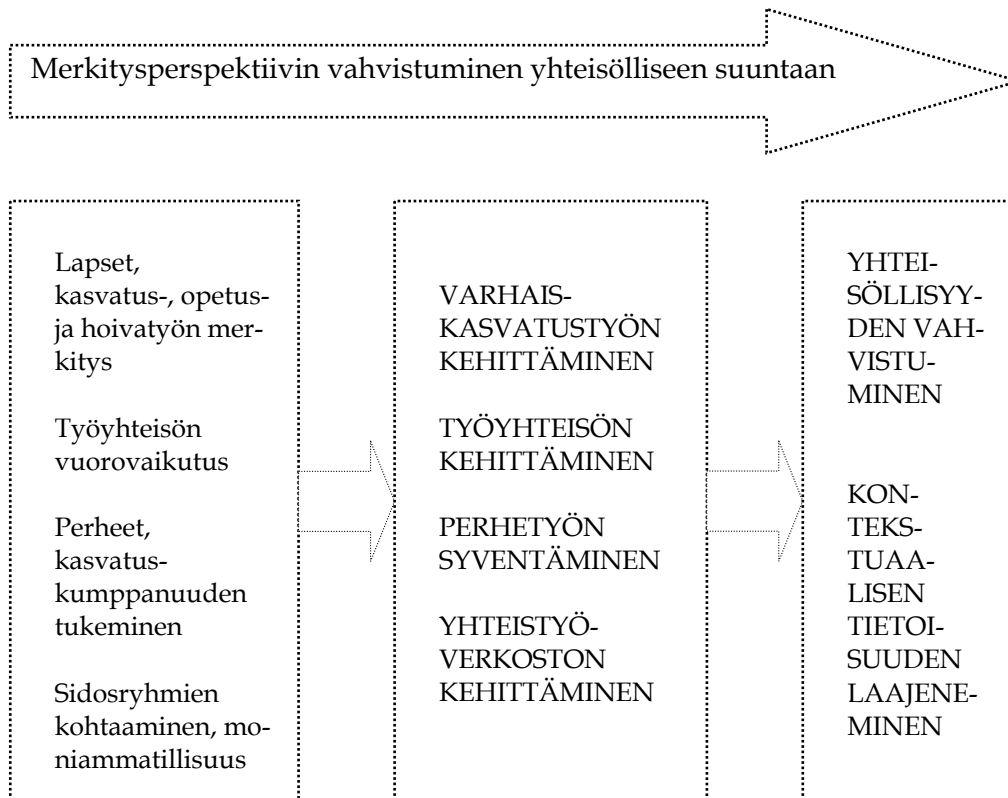 Merkitysperspektiivin vahvistuminen yhteisölliseen suuntaan
Lapset,
kasvatus-, opetus-
ja hoivatyön mer-
kitys
Työyhteisön
vuorovaikutus
Perheet,
kasvatus-
kumppanuuden
tukeminen
Sidosryhmien
kohtaaminen, mo-
niammatillisuus
VARHAIS-
KASVATUSTYÖN
KEHITTÄMINEN
TYÖYHTEISÖN
KEHITTÄMINEN
PERHETYÖN
SYVENTÄMINEN
YHTEISTYÖ-
VERKOSTON
KEHITTÄMINEN
YHTEI-
SÖLLISYY-
DEN VAH-
VISTU-
MINEN
KON-
TEKS-
TUAA-
LISEN
TIETOI-
SUUDEN
LAAJENE-
MINEN